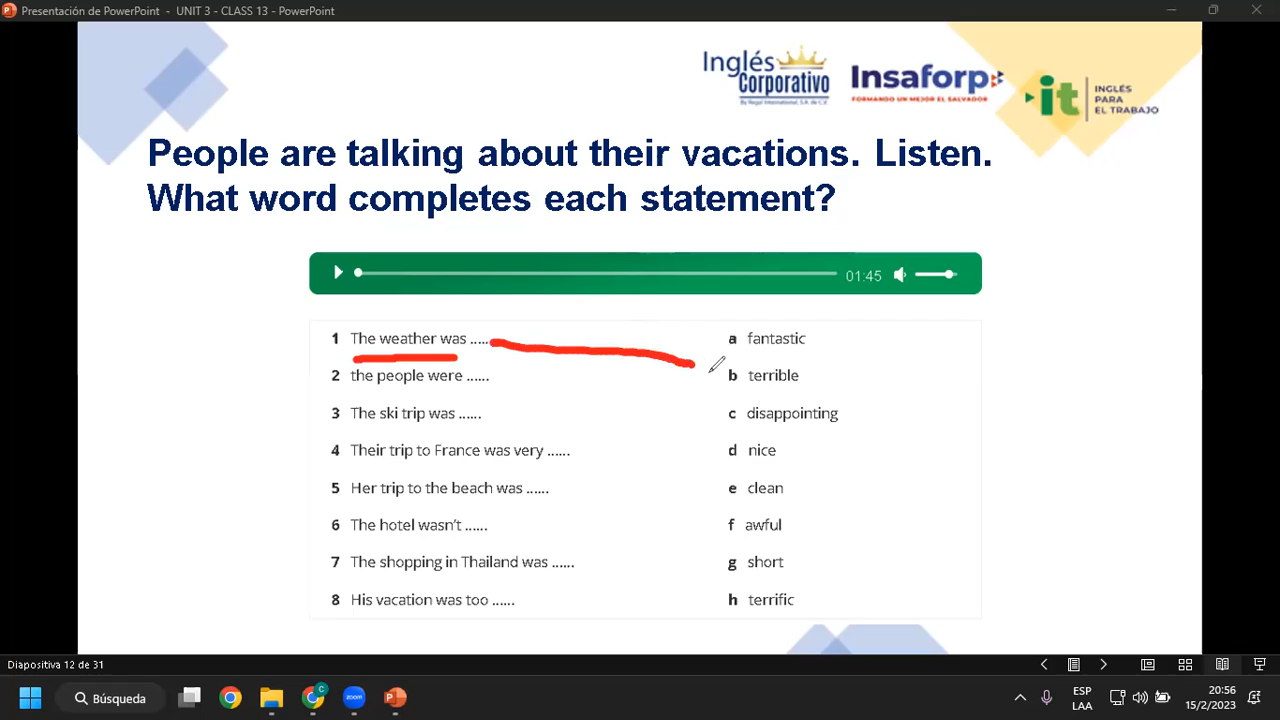 Presentación de PowerPoint - UNIT 3 - CLASS 13 - PowerPoint
Inglés
Corporativo
By Regal International, S.A. de C.V.
Insaforp
FORMANDO UN MEJOR EL SALVADOR
it
INGLÉS
PARA
EL TRABAJO
People are talking about their vacations. Listen.
What word completes each statement?
01:45
1 The weather was ..... a fantastic
2 the people were ...... b terrible
3 The ski trip was ...... c disappointing
4 Their trip to France was very ...... d nice
5 Her trip to the beach was ...... e clean
6 The hotel wasn't ...... f awful
7 The shopping in Thailand was ...... g short
8 His vacation was too ...... h terrific
Diapositiva 12 de 31
Búsqueda
C
zoom
ESP
LAA
20:56
15/2/2023